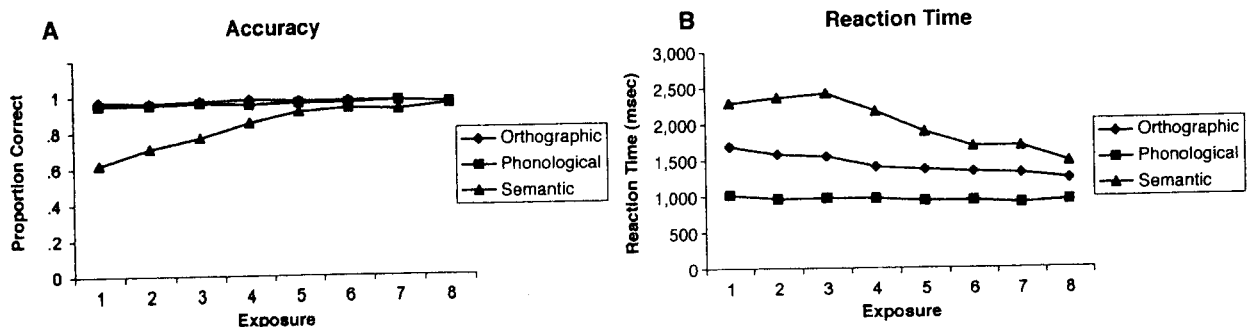 A
Accuracy
Proportion Correct
1
.8
.6
.4
.2
0
1 2 3 4 5 6 7 8
Exposure
Orthographic
Phonological
Semantic
B
Reaction Time
Reaction Time (msec)
3,000
2,500
2,000
1,500
1,000
500
0
1 2 3 4 5 6 7 8
Exposure
Orthographic
Phonological
Semantic